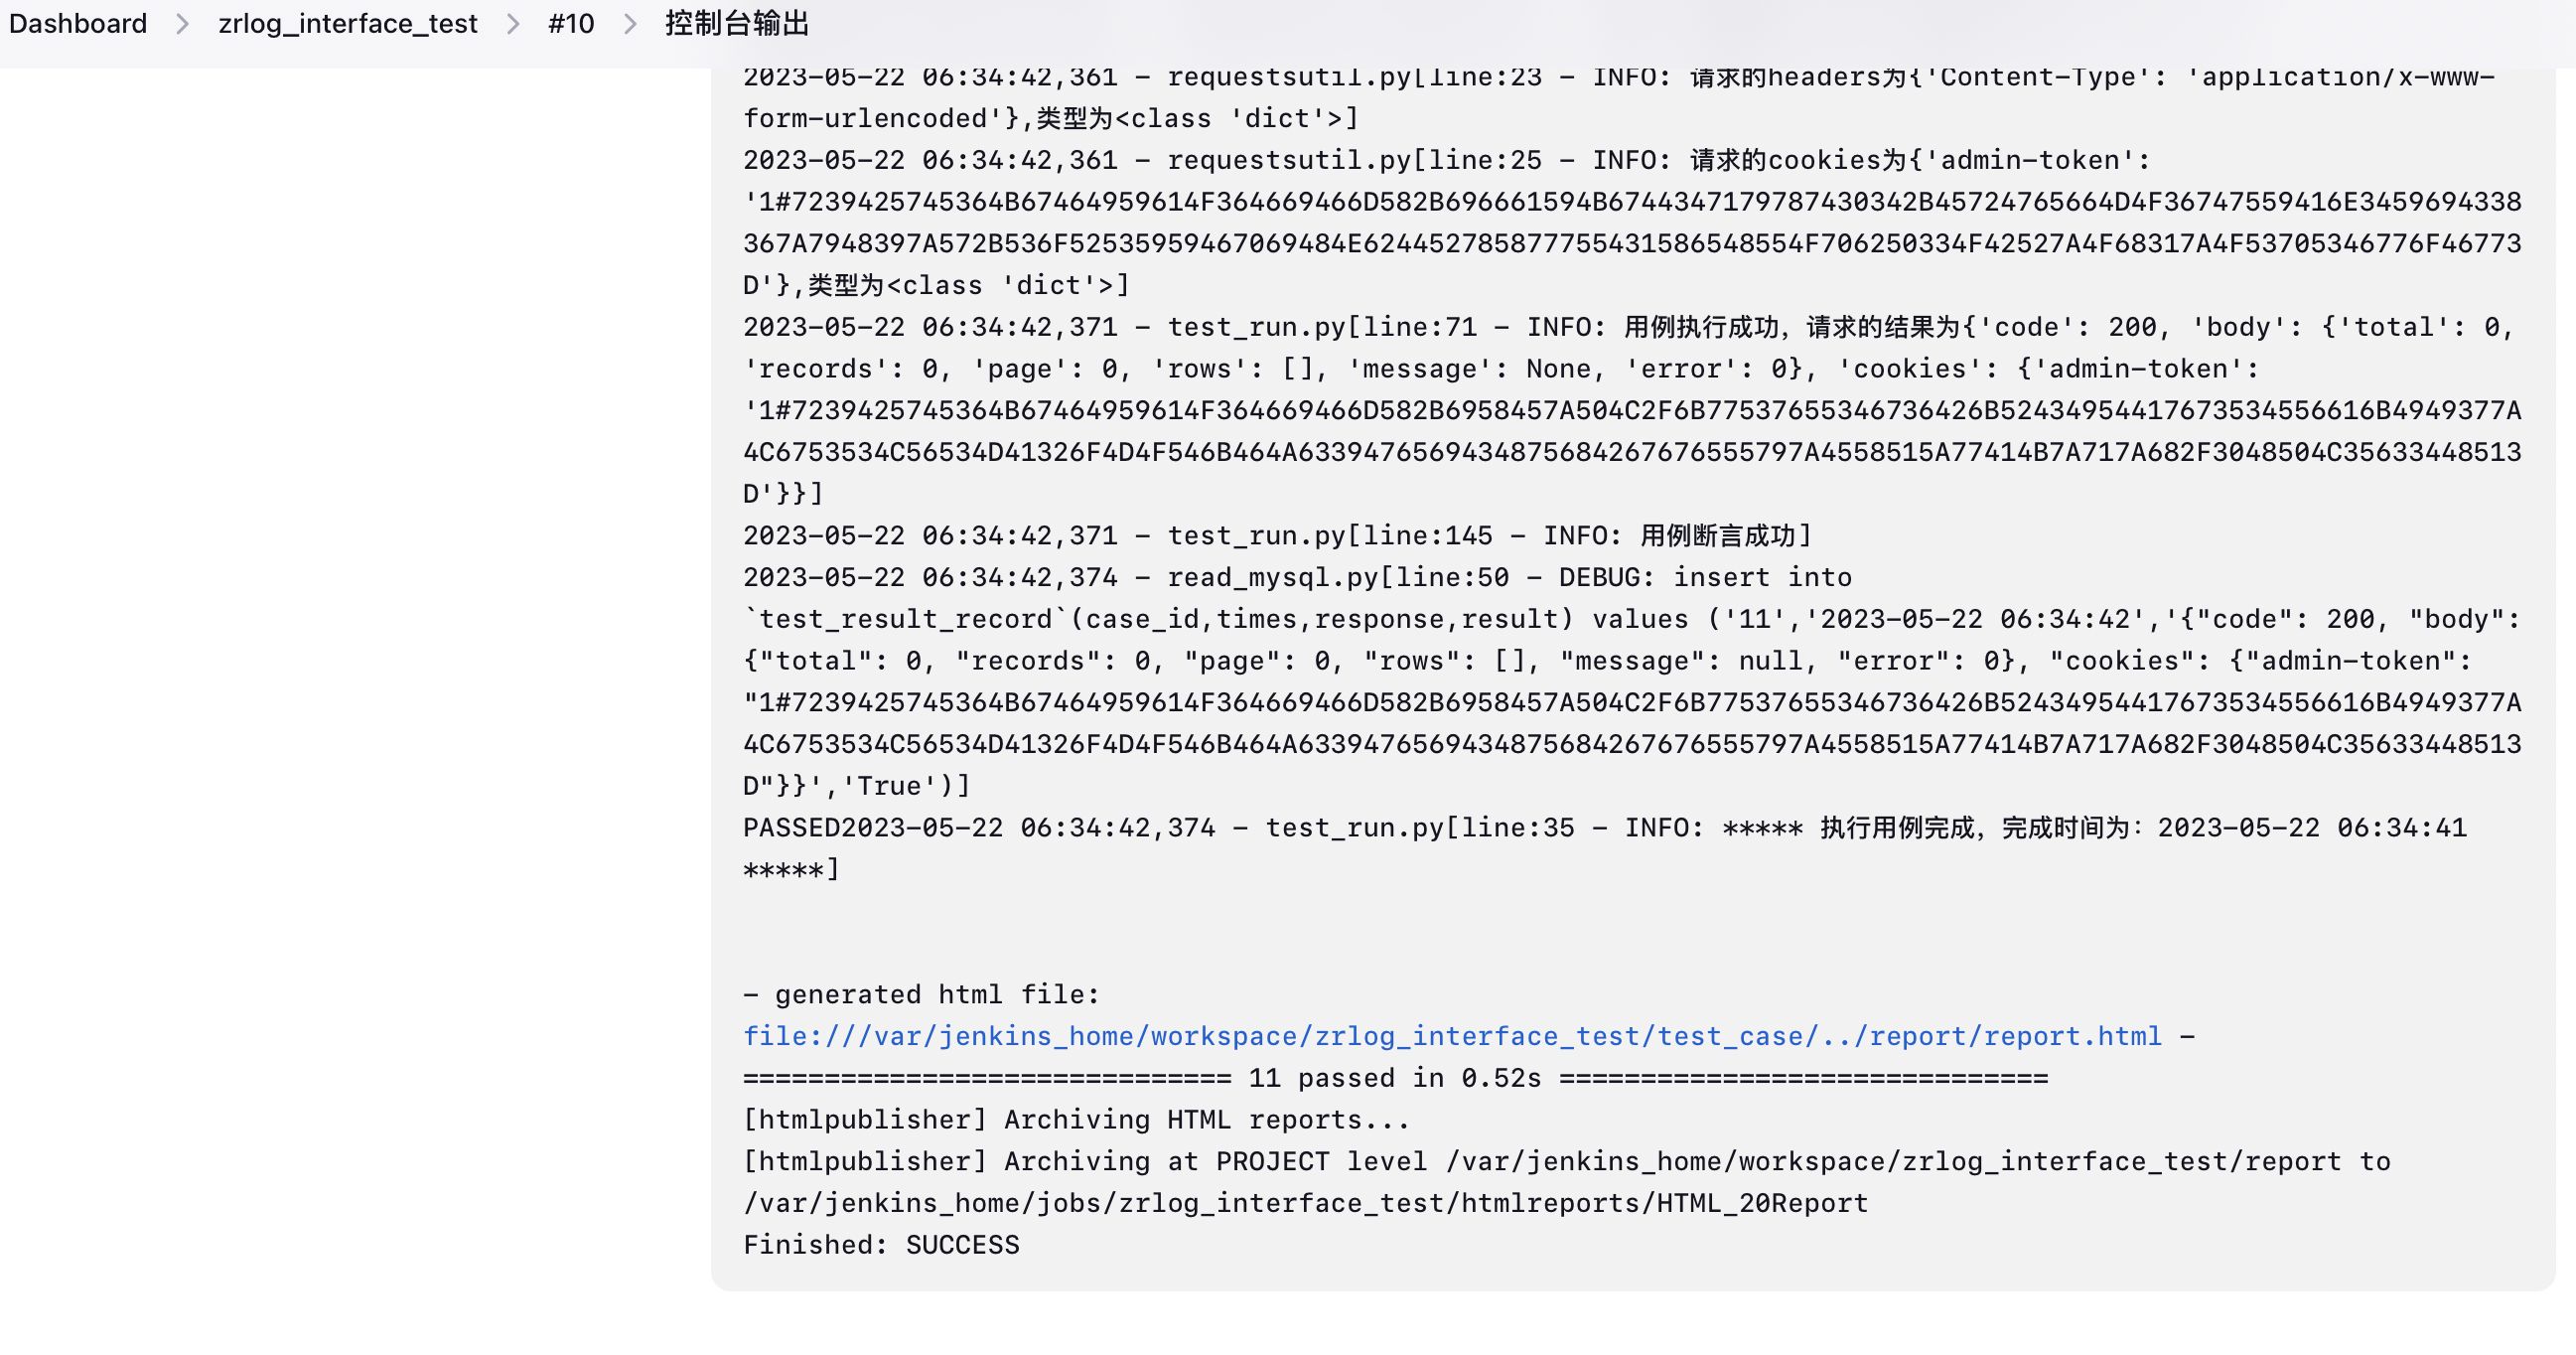 Dashboard > zrlog_interface_test > #10 > 控制台输出
2023-05-22 06:34:42,361 - requestsutil.py[line:23 - INFO: 请求的headers为{'Content-Type': 'application/x-www-
form-urlencoded'},类型为<class 'dict'>]
2023-05-22 06:34:42,361 - requestsutil.py[line:25 - INFO: 请求的cookies为{'admin-token':
'1#7239425745364B67464959614F364669466D582B696661594B6744347179787430342B45724765664D4F36747559416E3459694338
367A7948397A572B536F525359594670694 84E624452785877755431586548554F706250334F42527A4F68317A4F53705346776F46773
D'},类型为<class 'dict'>]
2023-05-22 06:34:42,371 - test_run.py[line:71 - INFO: 用例执行成功，请求的结果为{'code': 200, 'body': {'total': 0,
'records': 0, 'page': 0, 'rows': [], 'message': None, 'error': 0}, 'cookies': {'admin-token':
'1#7239425745364B67464959614F364669466D582B6958457A504C2F6B77537655346736426B52434954417673534556616B4949377A
4C6753534C56534D41326F4D4F546B464A63394765694348756842676765 55797A4558515A77414B7A717A682F3048504C35633448513
D'}}]
2023-05-22 06:34:42,371 - test_run.py[line:145 - INFO: 用例断言成功]
2023-05-22 06:34:42,374 - read_mysql.py[line:50 - DEBUG: insert into
`test_result_record`(case_id,times,response,result) values ('11','2023-05-22 06:34:42','{"code": 200, "body":
{"total": 0, "records": 0, "page": 0, "rows": [], "message": null, "error": 0}, "cookies": {"admin-token":
"1#7239425745364B67464959614F364669466D582B6958457A504C2F6B77537655346736426B52434954417673534556616B4949377A
4C6753534C56534D41326F4D4F546B464A633947656943487568426767 6555797A4558515A77414B7A717A682F3048504C35633448513
D"}}','True')]
PASSED2023-05-22 06:34:42,374 - test_run.py[line:35 - INFO: ***** 执行用例完成，完成时间为：2023-05-22 06:34:41
*****]
- generated html file:
file:///var/jenkins_home/workspace/zrlog_interface_test/test_case/../report/report.html -
============================== 11 passed in 0.52s ==============================
[htmlpublisher] Archiving HTML reports...
[htmlpublisher] Archiving at PROJECT level /var/jenkins_home/workspace/zrlog_interface_test/report to
/var/jenkins_home/jobs/zrlog_interface_test/htmlreports/HTML_20Report
Finished: SUCCESS